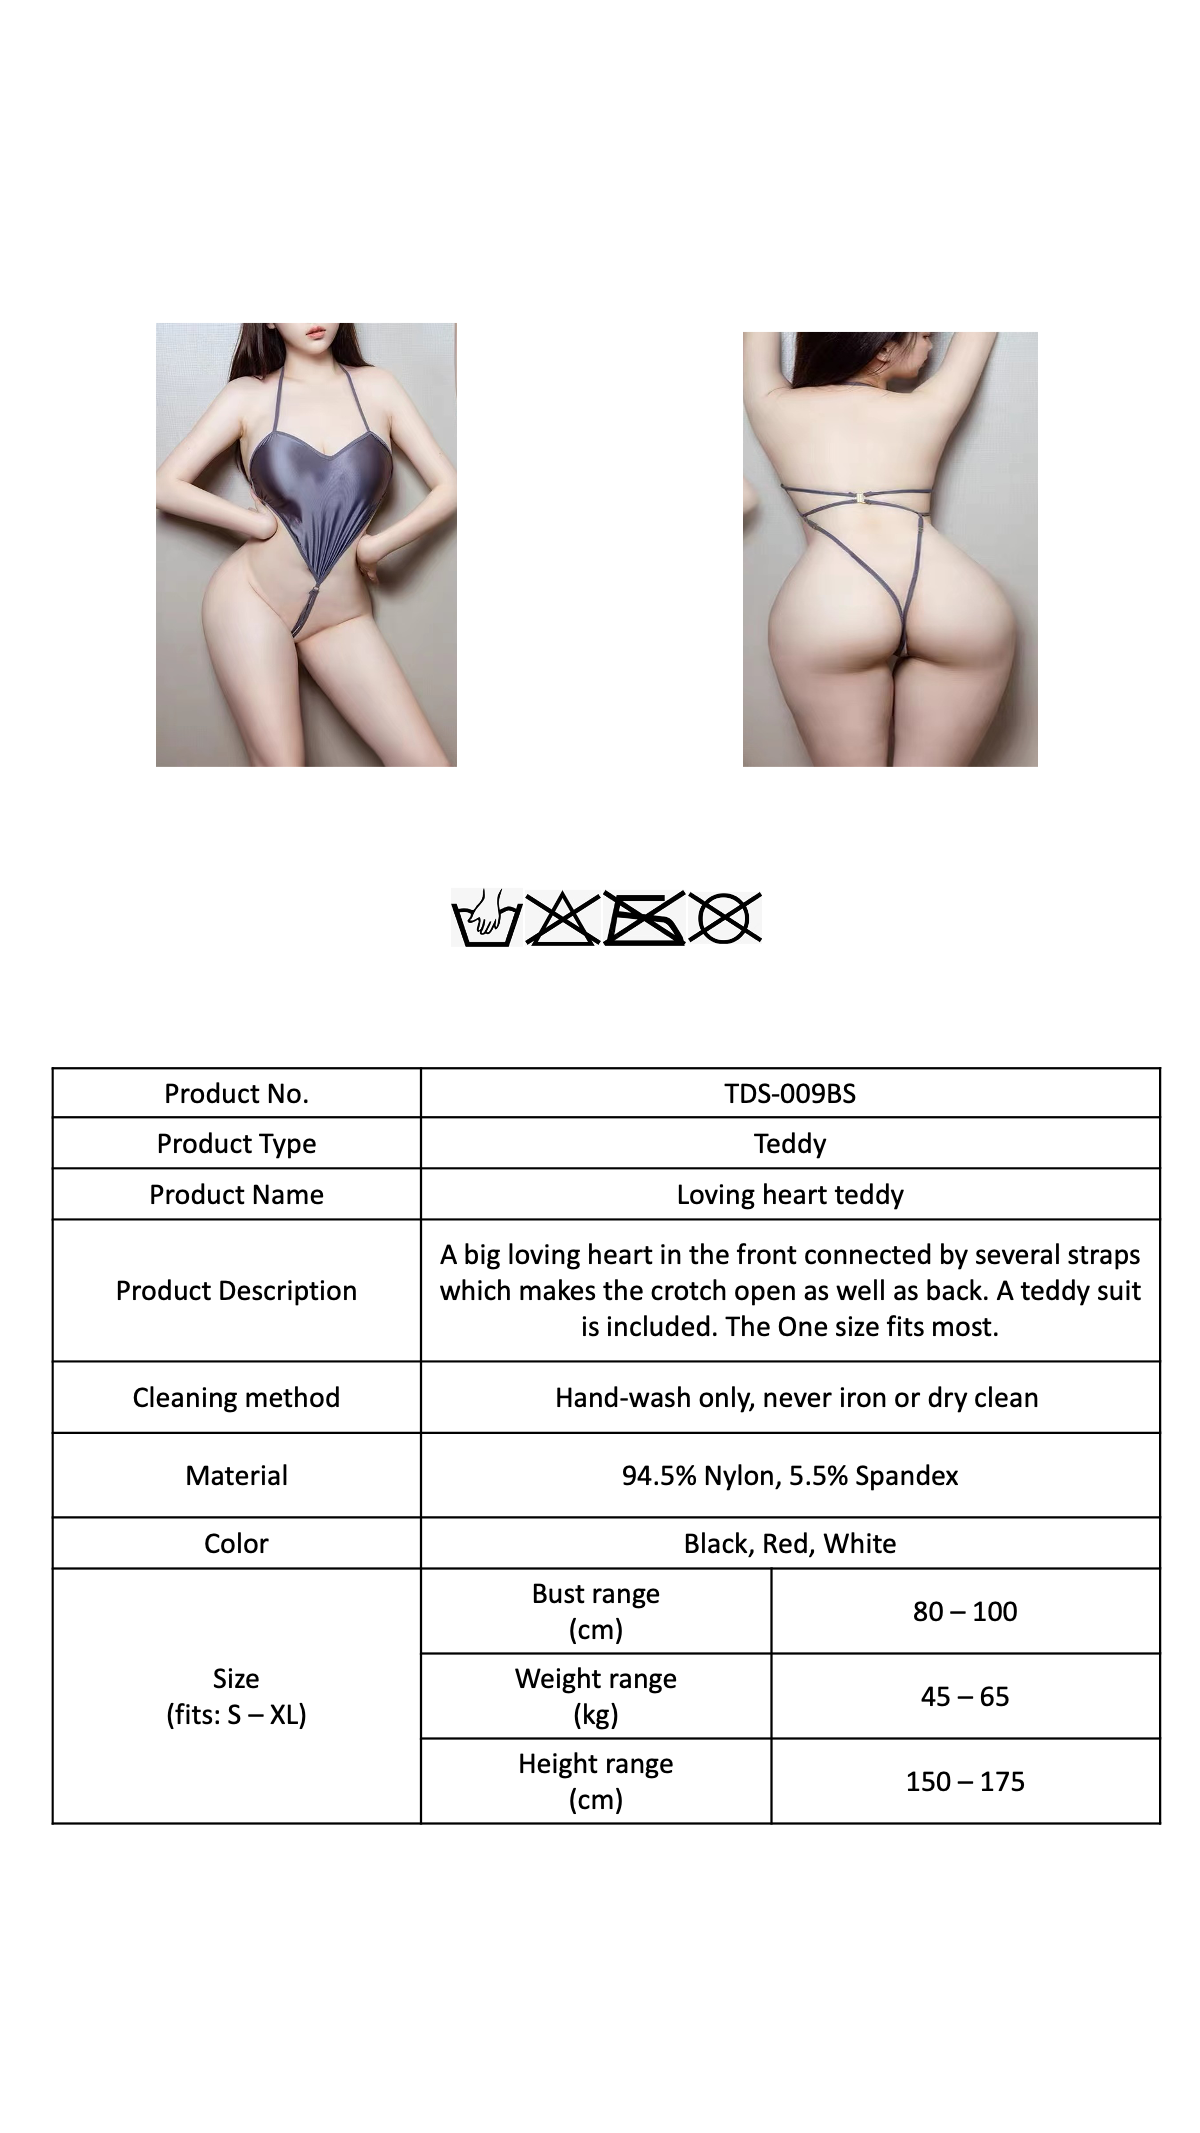 Product No.
TDS-009BS
Product Type
Teddy
Product Name
Loving heart teddy
Product Description
A big loving heart in the front connected by several straps
which makes the crotch open as well as back. A teddy suit
is included. The One size fits most.
Cleaning method
Hand-wash only, never iron or dry clean
Material
94.5% Nylon, 5.5% Spandex
Color
Black, Red, White
Size
(fits: S – XL)
Bust range
(cm)
80 – 100
Weight range
(kg)
45 – 65
Height range
(cm)
150 – 175